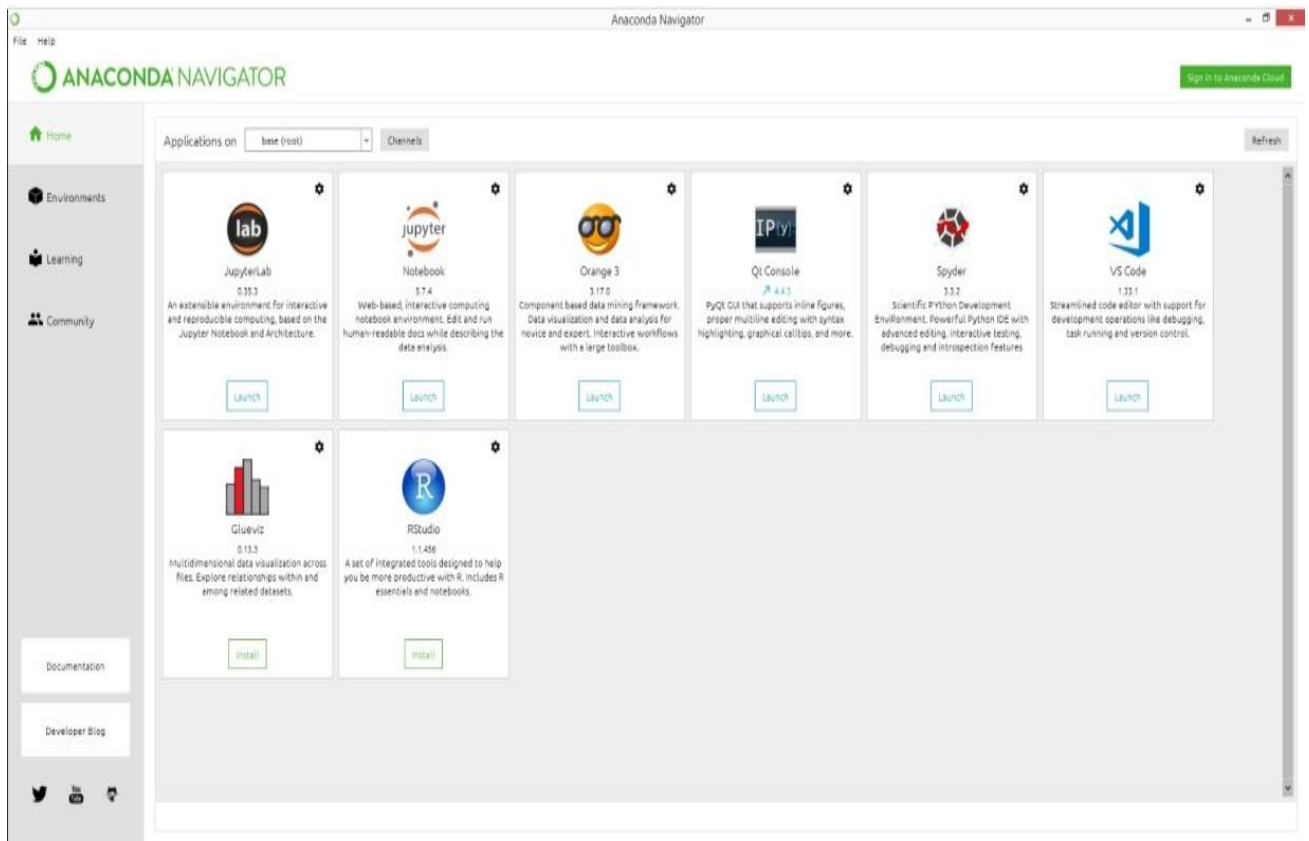 Anaconda Navigator
File Help
ANACONDA NAVIGATOR
Sign in to Anaconda Cloud
Home
Environments
Learning
Community
Documentation
Developer Blog
You Tube
Applications on base (root) Channels Refresh
lab
JupyterLab
0.35.3
An extensible environment for interactive
and reproducible computing, based on the
Jupyter Notebook and Architecture.
Launch
jupyter
Notebook
5.7.4
Web-based, interactive computing
notebook environment. Edit and run
human-readable docs while describing the
data analysis.
Launch
Orange 3
3.17.0
Component based data mining framework.
Data visualization and data analysis for
novice and expert. Interactive workflows
with a large toolbox.
Launch
IP[y]:
Qt Console
4.4.3
PyQt GUI that supports inline figures,
proper multiline editing with syntax
highlighting, graphical calltips, and more.
Launch
Spyder
3.3.2
Scientific PYthon Development
EnviRonment. Powerful Python IDE with
advanced editing, interactive testing,
debugging and introspection features
Launch
VS Code
1.33.1
Streamlined code editor with support for
development operations like debugging,
task running and version control.
Launch
Glueviz
0.13.3
Multidimensional data visualization across
files. Explore relationships within and
among related datasets.
Install
R
RStudio
1.1.456
A set of integrated tools designed to help
you be more productive with R. Includes R
essentials and notebooks.
Install